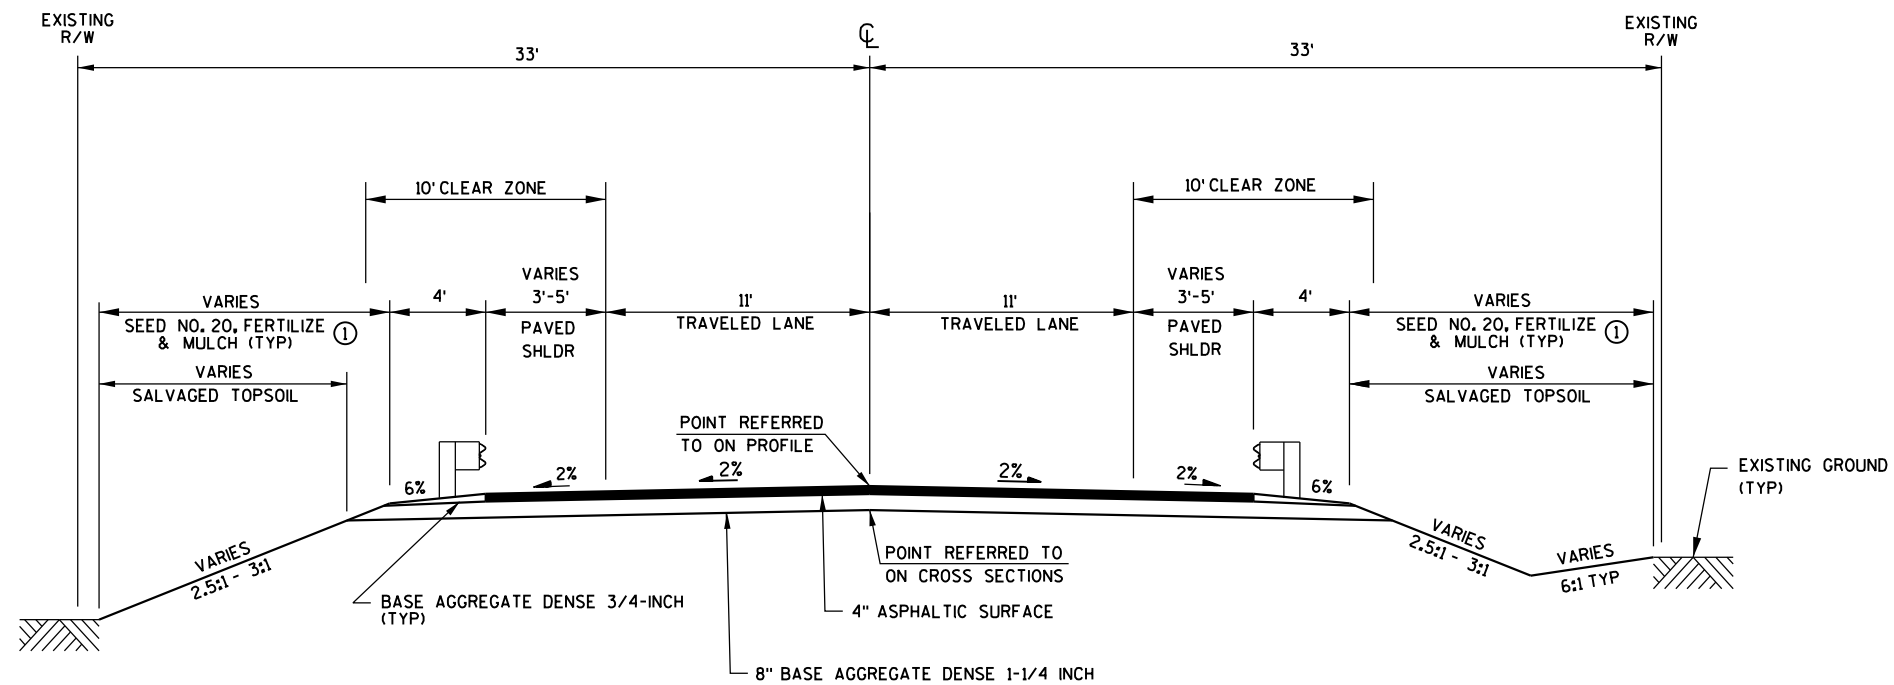 EXISTING
R/W
33'
℄
33'
EXISTING
R/W
10' CLEAR ZONE
10' CLEAR ZONE
VARIES
SEED NO. 20, FERTILIZE
& MULCH (TYP)
1
4'
VARIES
3'-5'
PAVED
SHLDR
11'
TRAVELED LANE
11'
TRAVELED LANE
VARIES
3'-5'
PAVED
SHLDR
4'
VARIES
SEED NO. 20, FERTILIZE
& MULCH (TYP)
1
VARIES
SALVAGED TOPSOIL
VARIES
SALVAGED TOPSOIL
POINT REFERRED
TO ON PROFILE
6%
2%
2%
2%
2%
6%
EXISTING GROUND
(TYP)
VARIES
2.5:1 - 3:1
VARIES
2.5:1 - 3:1
VARIES
6:1 TYP
POINT REFERRED TO
ON CROSS SECTIONS
BASE AGGREGATE DENSE 3/4-INCH
(TYP)
4" ASPHALTIC SURFACE
8" BASE AGGREGATE DENSE 1-1/4 INCH